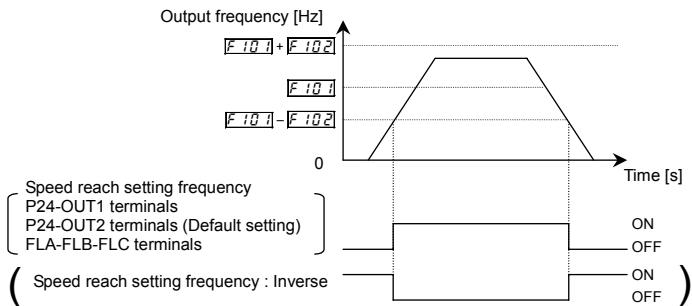 Output frequency [Hz]
F101 + F102
F101
F101 – F102
0
Time [s]
Speed reach setting frequency
P24-OUT1 terminals
P24-OUT2 terminals (Default setting)
FLA-FLB-FLC terminals
ON
OFF
( Speed reach setting frequency : Inverse
ON
OFF )